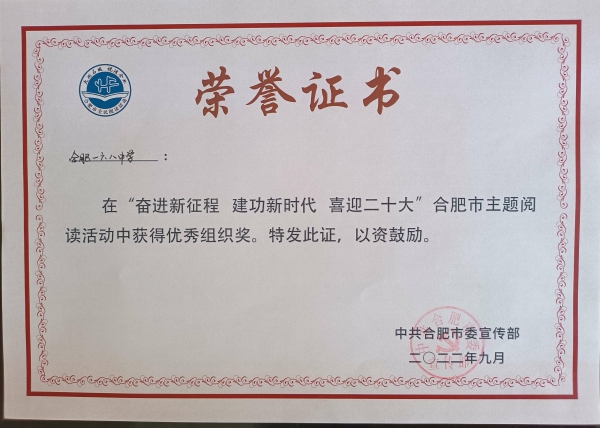 荣誉证书
合肥一六八中学：
在“奋进新征程 建功新时代 喜迎二十大”合肥市主题阅
读活动中获得优秀组织奖。特发此证，以资鼓励。
中共合肥市委宣传部
二〇二二年九月